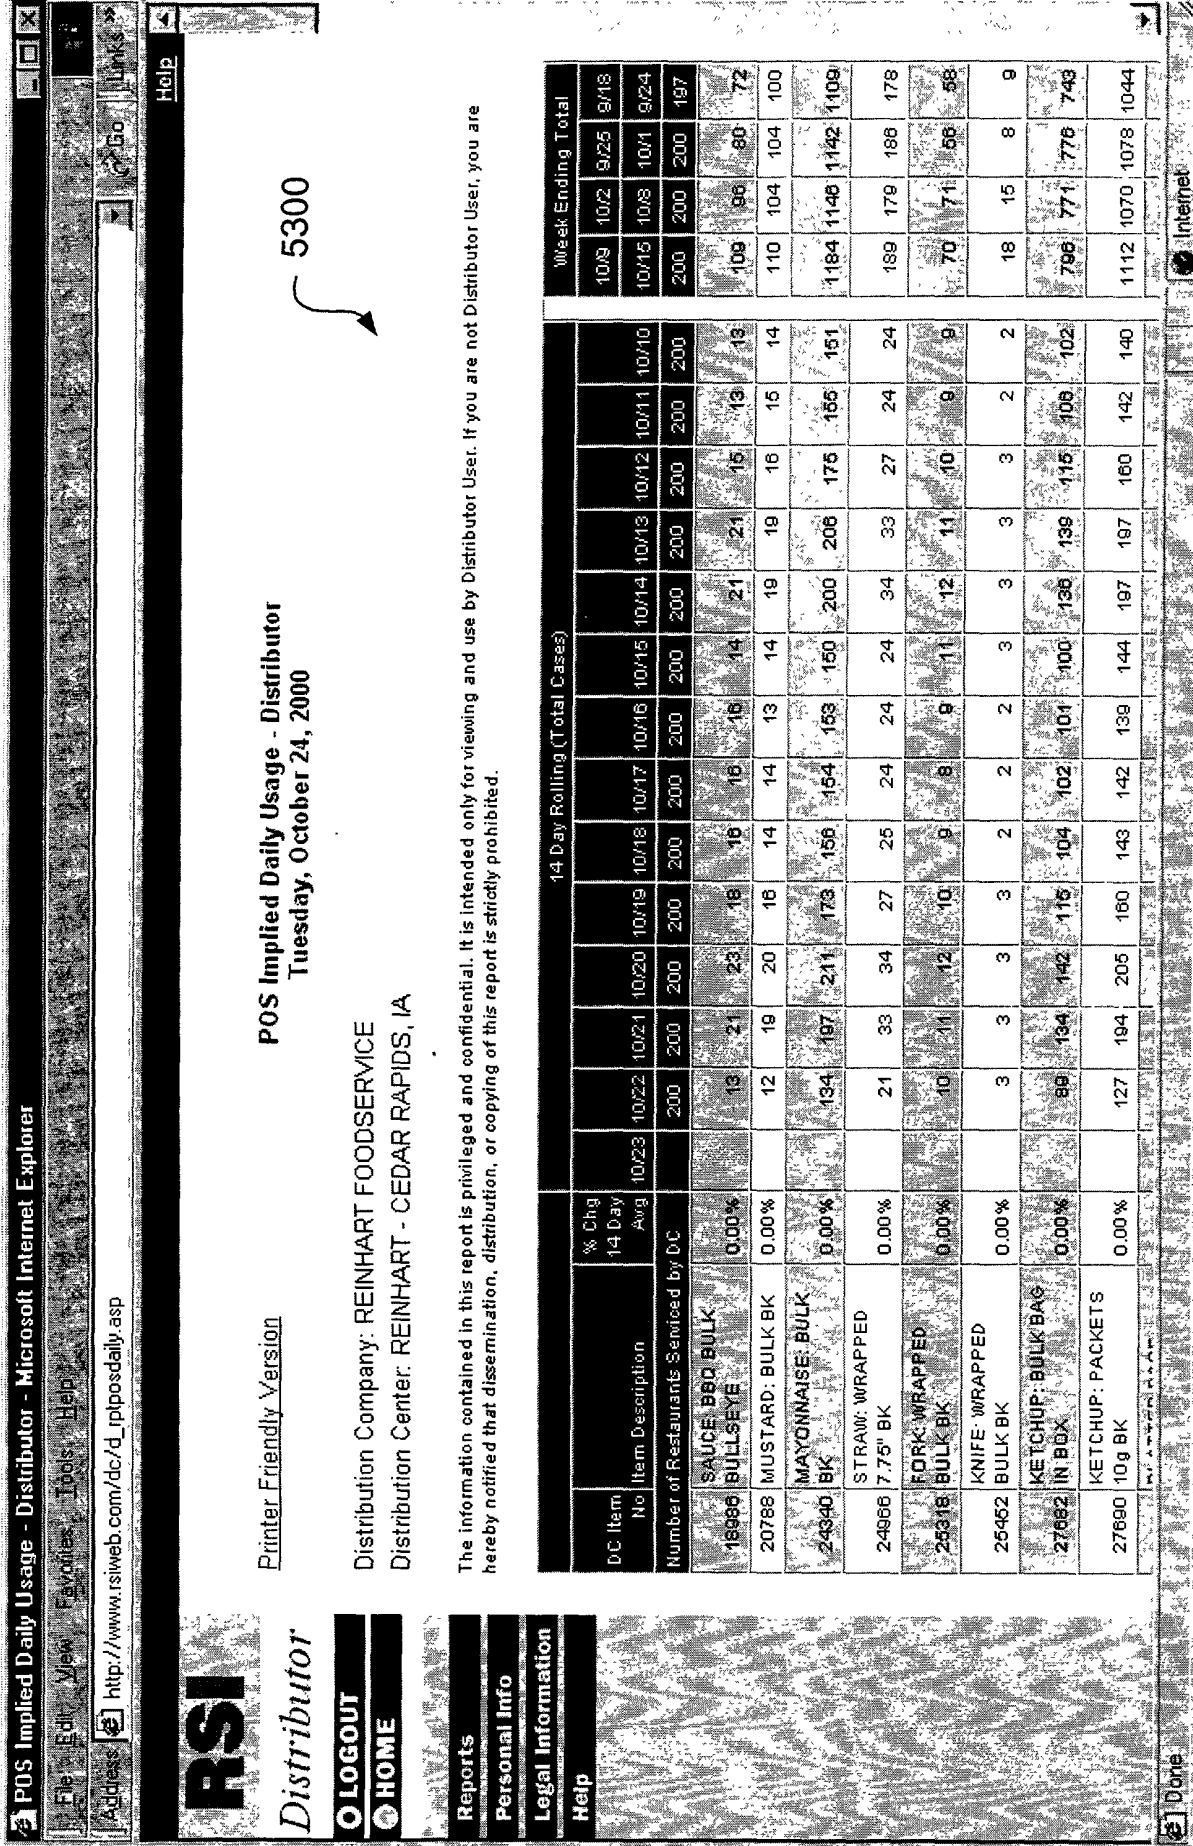 POS Implied Daily Usage - Distributor - Microsoft Internet Explorer
File Edit View Favorites Tools Help
Address http://www.rsiweb.com/dc/d_rptposdaily.asp Go Links »
Help
RSI
Distributor
LOGOUT
HOME
Reports
Personal Info
Legal Information
Help
Printer Friendly Version
POS Implied Daily Usage - Distributor
Tuesday, October 24, 2000
5300
Distribution Company: REINHART FOODSERVICE
Distribution Center: REINHART - CEDAR RAPIDS, IA
The information contained in this report is privileged and confidential. It is intended only for viewing and use by Distributor User. If you are not Distributor User, you are
hereby notified that dissemination, distribution, or copying of this report is strictly prohibited.
14 Day Rolling (Total Cases) Week Ending Total
% Chg 10/9 10/2 9/25 9/18
DC Item 14 Day
No Item Description Avg 10/23 10/22 10/21 10/20 10/19 10/18 10/17 10/16 10/15 10/14 10/13 10/12 10/11 10/10 10/15 10/8 10/1 9/24
Number of Restaurants Serviced by DC 200 200 200 200 200 200 200 200 200 200 200 200 200 200 200 200 197
SAUCE: BBQ BULK
18986 BULLSEYE 0.00% 13 21 23 18 16 16 16 14 21 21 15 13 13 109 96 80 72
20788 MUSTARD: BULK BK 0.00% 12 19 20 16 14 14 13 14 19 19 16 15 14 110 104 104 100
MAYONNAISE: BULK
24340 BK 0.00% 134 197 211 173 156 154 153 150 200 206 175 155 151 1184 1146 1142 1109
STRAW: WRAPPED
24966 7.75" BK 0.00% 21 33 34 27 25 24 24 24 34 33 27 24 24 189 179 186 178
FORK: WRAPPED
25318 BULK BK 0.00% 10 11 12 10 9 8 9 11 12 11 10 9 9 70 71 56 58
KNIFE: WRAPPED
25462 BULK BK 0.00% 3 3 3 3 2 2 2 3 3 3 3 2 2 18 15 8 9
KETCHUP: BULK BAG
27682 IN BOX 0.00% 89 134 142 115 104 102 101 100 136 139 115 106 102 796 771 776 743
KETCHUP: PACKETS
27690 10g BK 0.00% 127 194 205 160 143 142 139 144 197 197 160 142 140 1112 1070 1078 1044
Done Internet